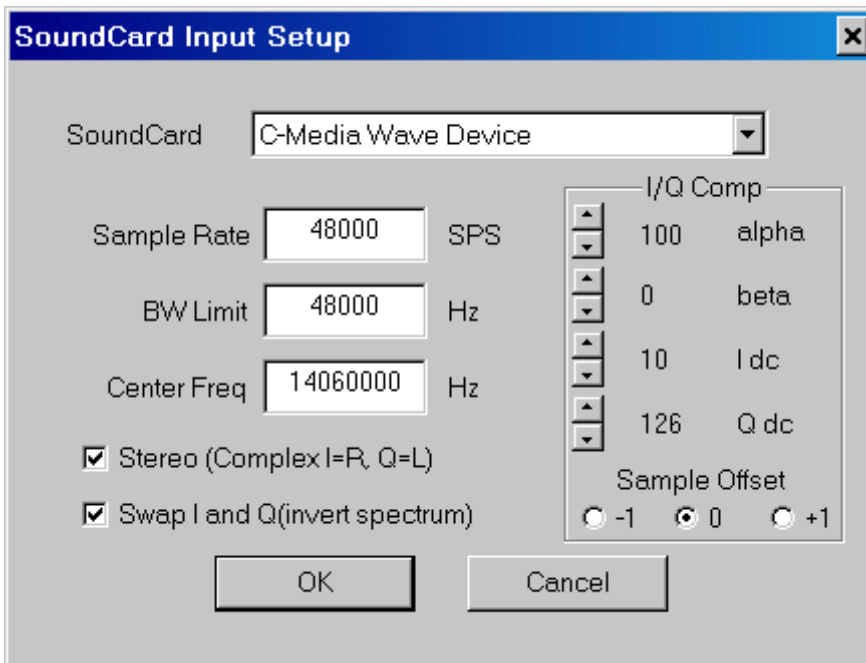 SoundCard Input Setup
SoundCard
C-Media Wave Device
Sample Rate 48000 SPS
BW Limit 48000 Hz
Center Freq 14060000 Hz
Stereo (Complex I=R, Q=L)
Swap I and Q(invert spectrum)
I/Q Comp
100 alpha
0 beta
10 I dc
126 Q dc
Sample Offset
-1 0 +1
OK
Cancel